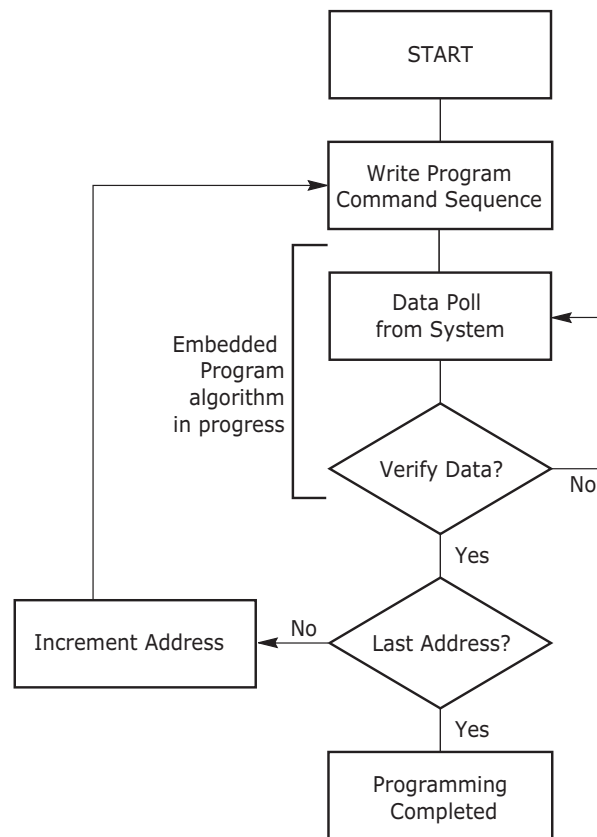 START
Write Program
Command Sequence
Data Poll
from System
Embedded
Program
algorithm
in progress
Verify Data?
No
Yes
Increment Address
No
Last Address?
Yes
Programming
Completed